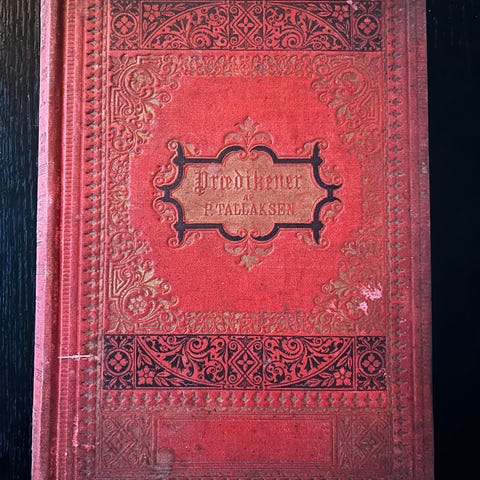 Prædikener
AF
P. TALLAKSEN